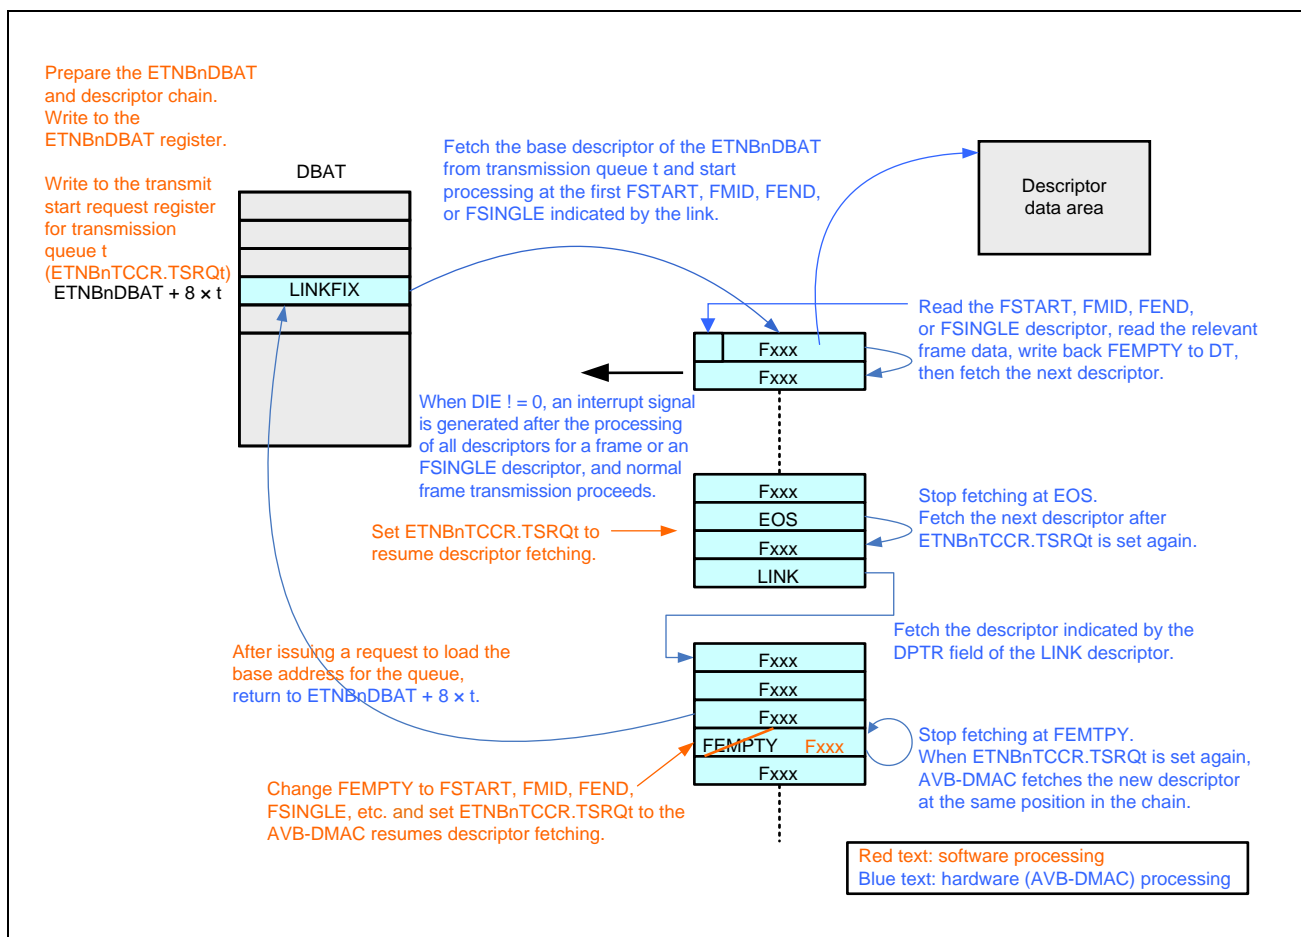 Prepare the ETNBnDBAT
and descriptor chain.
Write to the
ETNBnDBAT register.
Write to the transmit
start request register
for transmission
queue t
(ETNBnTCCR.TSRQt)
ETNBnDBAT + 8 × t
DBAT
LINKFIX
Fetch the base descriptor of the ETNBnDBAT
from transmission queue t and start
processing at the first FSTART, FMID, FEND,
or FSINGLE indicated by the link.
Descriptor
data area
Read the FSTART, FMID, FEND,
or FSINGLE descriptor, read the relevant
frame data, write back FEMPTY to DT,
then fetch the next descriptor.
Fxxx
Fxxx
When DIE ! = 0, an interrupt signal
is generated after the processing
of all descriptors for a frame or an
FSINGLE descriptor, and normal
frame transmission proceeds.
Set ETNBnTCCR.TSRQt to
resume descriptor fetching.
Fxxx
EOS
Fxxx
LINK
Stop fetching at EOS.
Fetch the next descriptor after
ETNBnTCCR.TSRQt is set again.
Fetch the descriptor indicated by the
DPTR field of the LINK descriptor.
After issuing a request to load the
base address for the queue,
return to ETNBnDBAT + 8 × t.
Fxxx
Fxxx
Fxxx
FEMPTY Fxxx
Fxxx
Stop fetching at FEMTPY.
When ETNBnTCCR.TSRQt is set again,
AVB-DMAC fetches the new descriptor
at the same position in the chain.
Change FEMPTY to FSTART, FMID, FEND,
FSINGLE, etc. and set ETNBnTCCR.TSRQt to the
AVB-DMAC resumes descriptor fetching.
Red text: software processing
Blue text: hardware (AVB-DMAC) processing